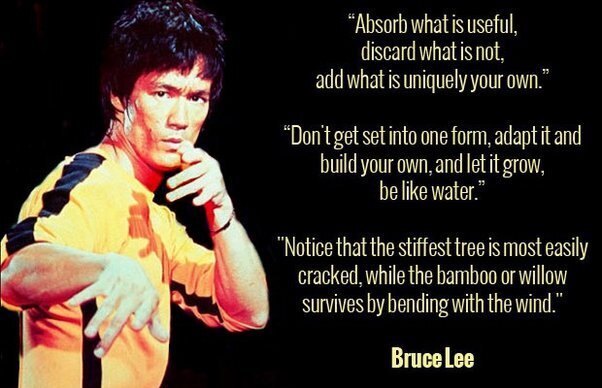 “Absorb what is useful,
discard what is not,
add what is uniquely your own.”
“Don't get set into one form, adapt it and
build your own, and let it grow,
be like water.”
"Notice that the stiffest tree is most easily
cracked, while the bamboo or willow
survives by bending with the wind."
Bruce Lee